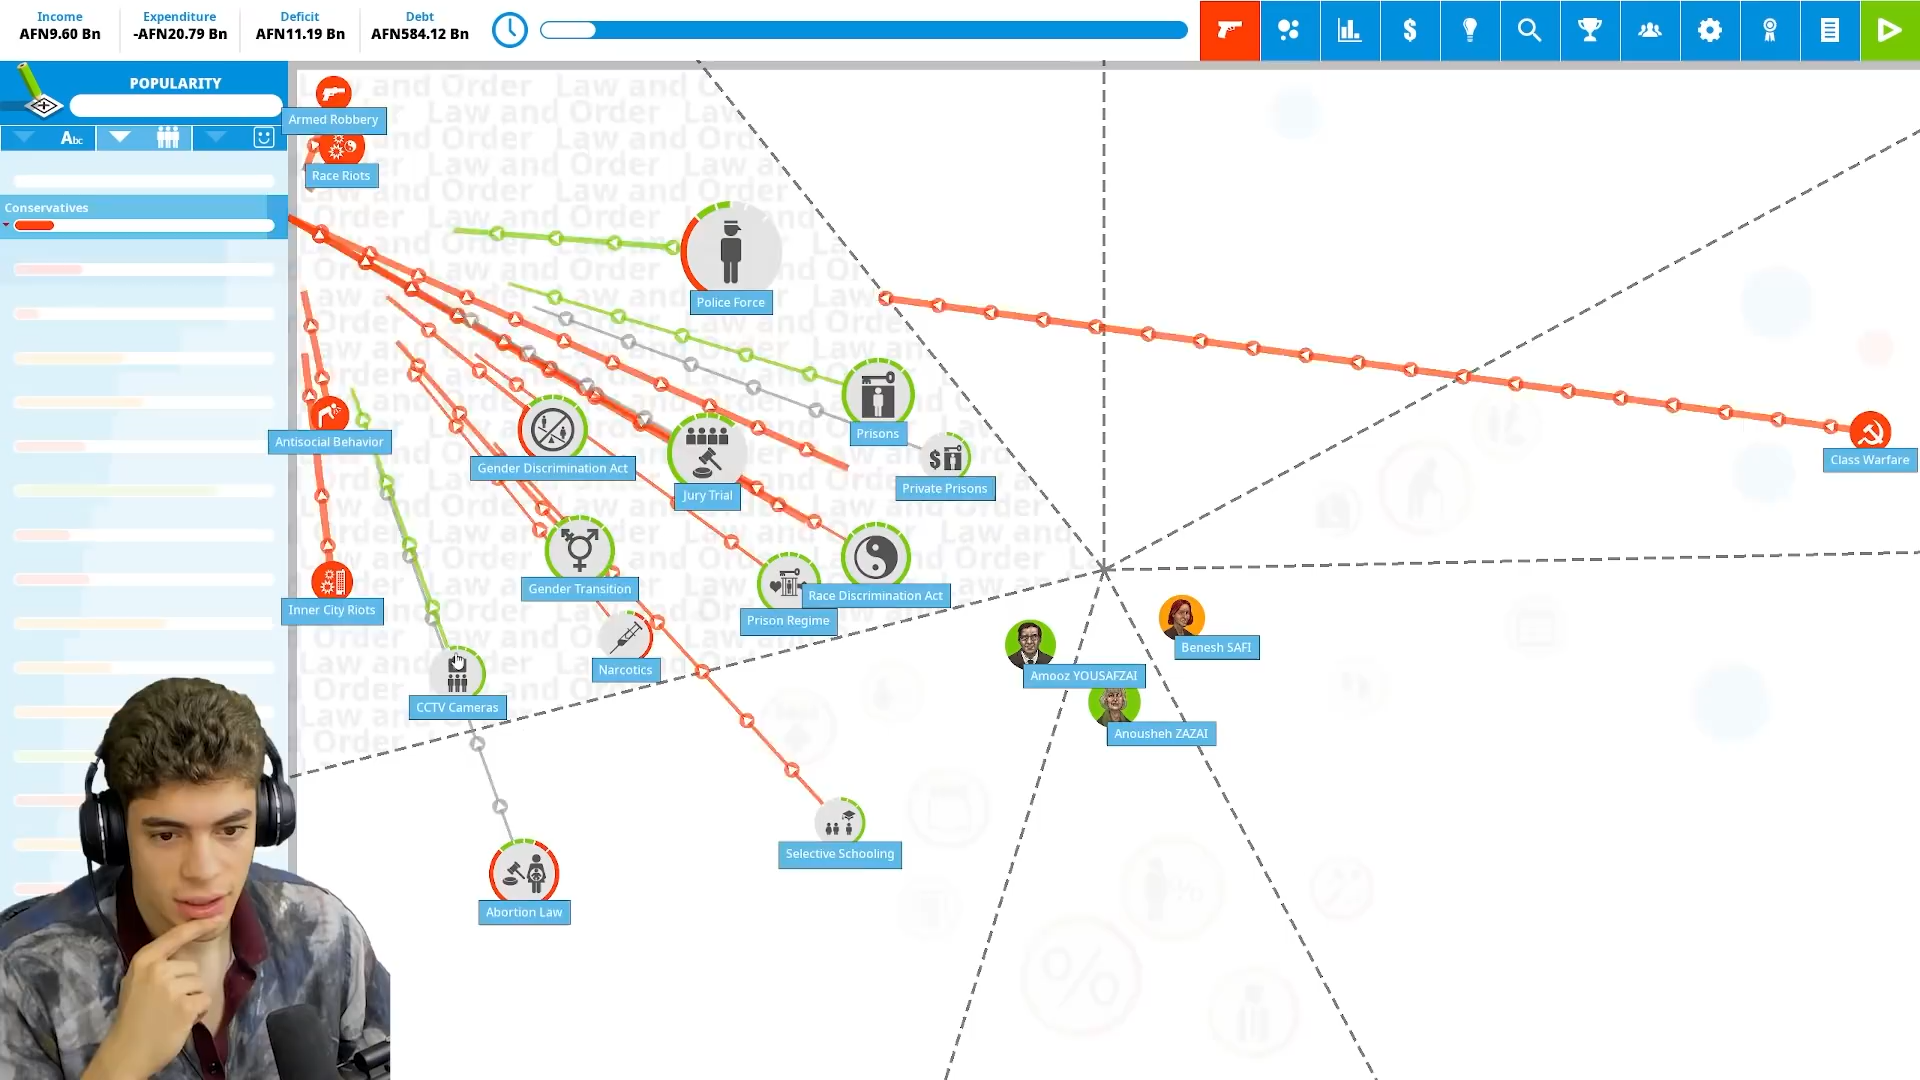 Income
AFN9.60 Bn
Expenditure
-AFN20.79 Bn
Deficit
AFN11.19 Bn
Debt
AFN584.12 Bn
POPULARITY
Abc
Conservatives
Armed Robbery
Race Riots
Police Force
Prisons
Private Prisons
Class Warfare
Antisocial Behavior
Gender Discrimination Act
Jury Trial
Gender Transition
Race Discrimination Act
Prison Regime
Inner City Riots
Narcotics
CCTV Cameras
Benesh SAFI
Amooz YOUSAFZAI
Anousheh ZAZAI
Selective Schooling
Abortion Law
Law and Order